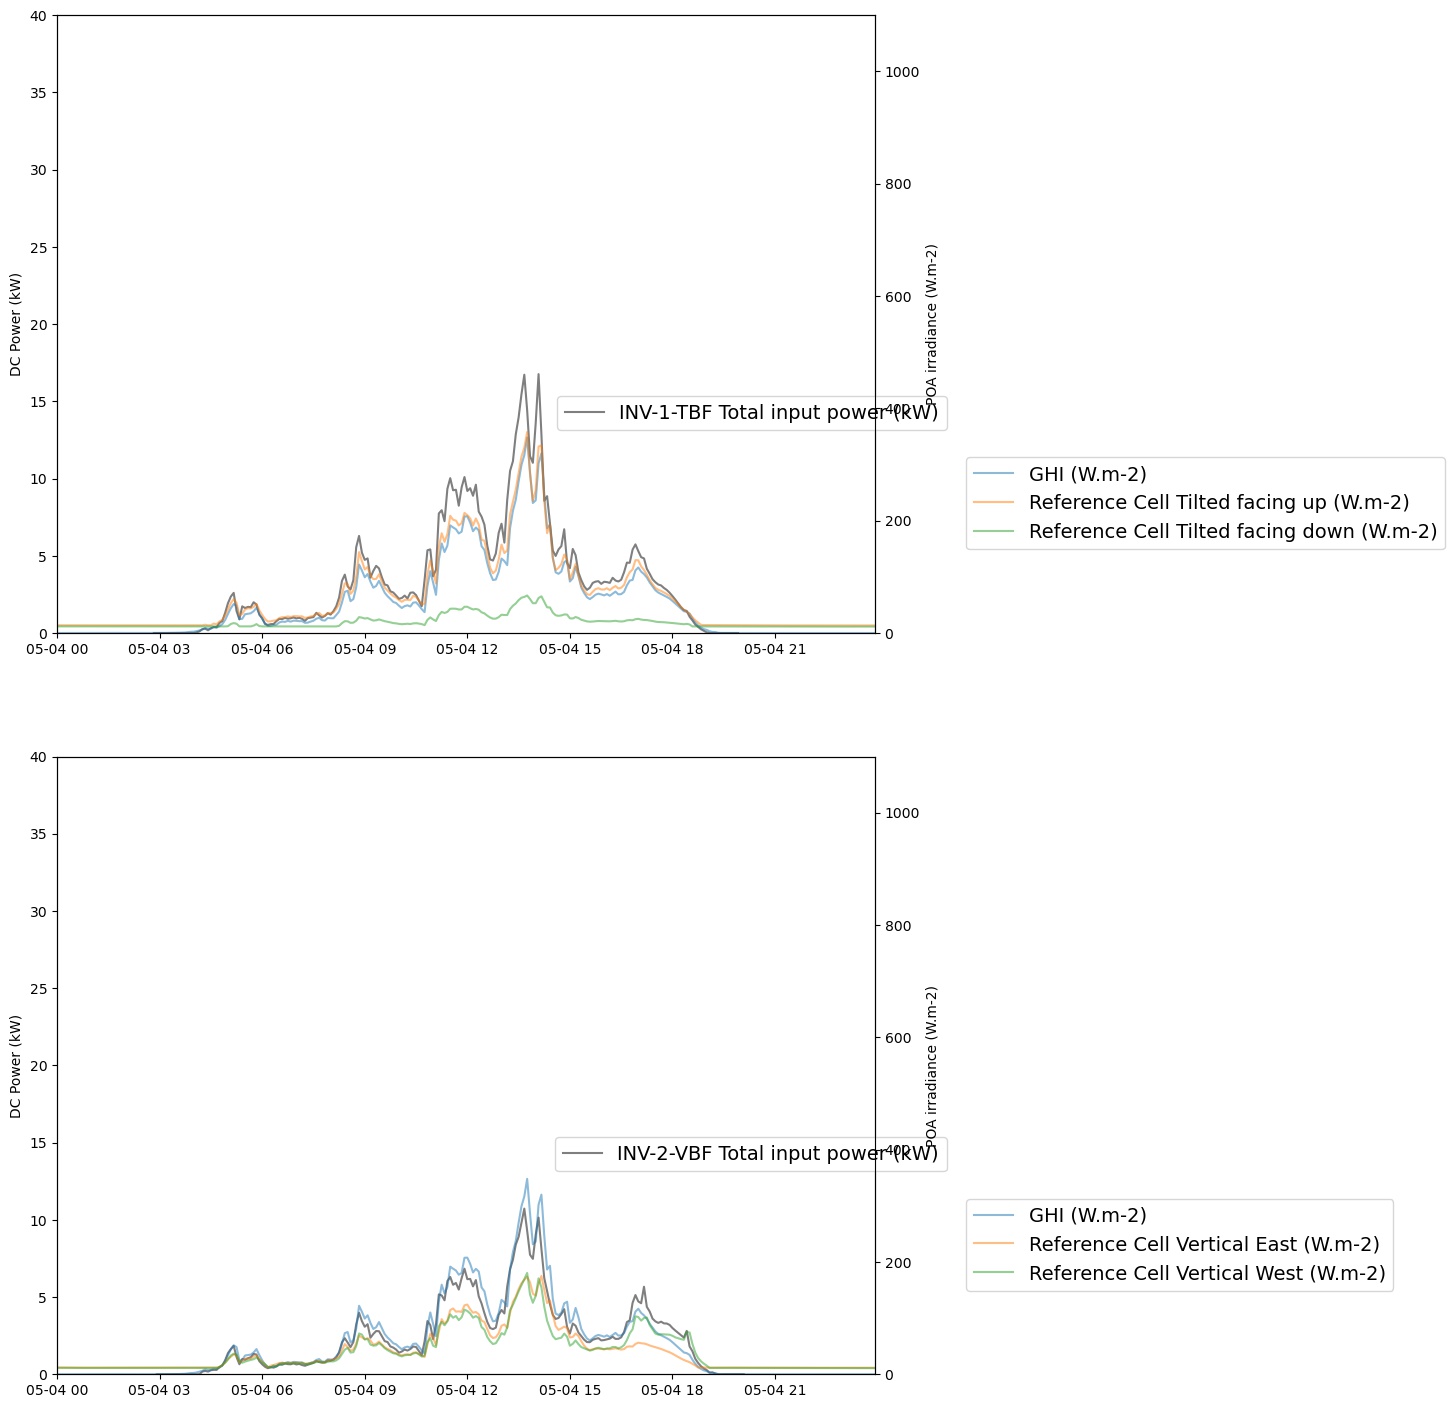 40
35
30
25
20
15
10
5
0
DC Power (kW)
1000
800
600
400
200
0
POA irradiance (W.m-2)
INV-1-TBF Total input power (kW)
GHI (W.m-2)
Reference Cell Tilted facing up (W.m-2)
Reference Cell Tilted facing down (W.m-2)
05-04 00 05-04 03 05-04 06 05-04 09 05-04 12 05-04 15 05-04 18 05-04 21
40
35
30
25
20
15
10
5
0
DC Power (kW)
1000
800
600
400
200
0
POA irradiance (W.m-2)
INV-2-VBF Total input power (kW)
GHI (W.m-2)
Reference Cell Vertical East (W.m-2)
Reference Cell Vertical West (W.m-2)
05-04 00 05-04 03 05-04 06 05-04 09 05-04 12 05-04 15 05-04 18 05-04 21